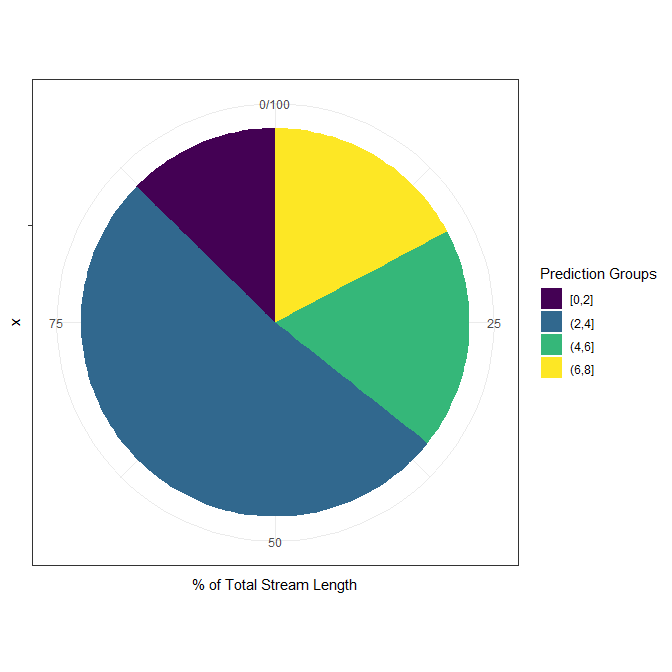 0/100
25
50
75
x
% of Total Stream Length
Prediction Groups
[0,2]
(2,4]
(4,6]
(6,8]